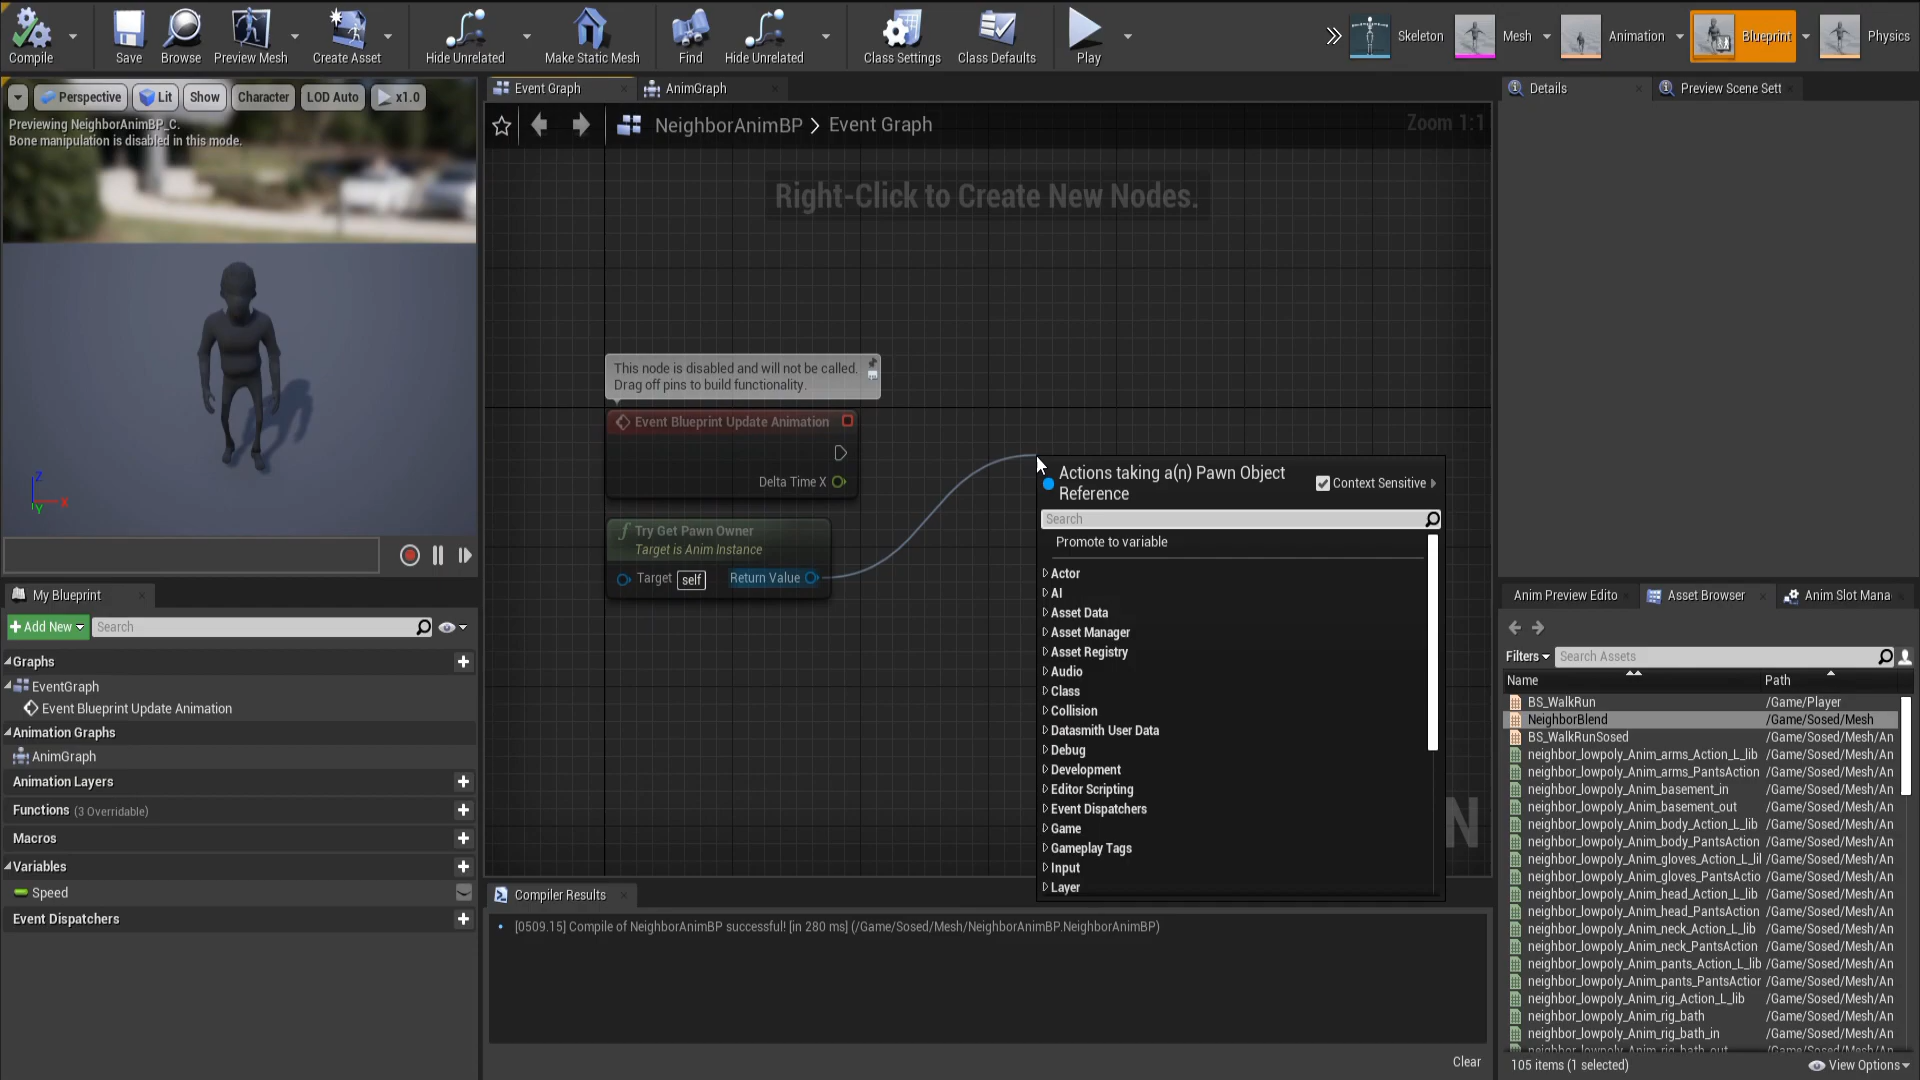 Compile
Save
Browse
Preview Mesh
Create Asset
Hide Unrelated
Make Static Mesh
Find
Hide Unrelated
Class Settings
Class Defaults
Play
Skeleton
Mesh
Animation
Blueprint
Physics
Perspective
Lit
Show
Character
LOD Auto
x1.0
Previewing NeighborAnimBP_C.
Bone manipulation is disabled in this mode.
Z
X
Y
Event Graph
AnimGraph
NeighborAnimBP > Event Graph
Zoom 1:1
Right-Click to Create New Nodes.
This node is disabled and will not be called.
Drag off pins to build functionality.
Event Blueprint Update Animation
Delta Time X
f Try Get Pawn Owner
Target is Anim Instance
Target self
Return Value
Actions taking a(n) Pawn Object
Reference
Context Sensitive
Search
Promote to variable
Actor
AI
Asset Data
Asset Manager
Asset Registry
Audio
Class
Collision
Datasmith User Data
Debug
Development
Editor Scripting
Event Dispatchers
Game
Gameplay Tags
Input
Layer
N
My Blueprint
Add New
Search
Graphs
EventGraph
Event Blueprint Update Animation
Animation Graphs
AnimGraph
Animation Layers
Functions (3 Overridable)
Macros
Variables
Speed
Event Dispatchers
Compiler Results
[0509.15] Compile of NeighborAnimBP successful! [in 280 ms] (/Game/Sosed/Mesh/NeighborAnimBP.NeighborAnimBP)
Clear
Details
Preview Scene Sett
Anim Preview Edito
Asset Browser
Anim Slot Mana
Filters
Search Assets
Name Path
BS_WalkRun /Game/Player
NeighborBlend /Game/Sosed/Mesh
BS_WalkRunSosed /Game/Sosed/Mesh/An
neighbor_lowpoly_Anim_arms_Action_L_lib /Game/Sosed/Mesh/An
neighbor_lowpoly_Anim_arms_PantsAction /Game/Sosed/Mesh/An
neighbor_lowpoly_Anim_basement_in /Game/Sosed/Mesh/An
neighbor_lowpoly_Anim_basement_out /Game/Sosed/Mesh/An
neighbor_lowpoly_Anim_body_Action_L_lib /Game/Sosed/Mesh/An
neighbor_lowpoly_Anim_body_PantsAction /Game/Sosed/Mesh/An
neighbor_lowpoly_Anim_gloves_Action_L_lil /Game/Sosed/Mesh/An
neighbor_lowpoly_Anim_gloves_PantsActio /Game/Sosed/Mesh/An
neighbor_lowpoly_Anim_head_Action_L_lib /Game/Sosed/Mesh/An
neighbor_lowpoly_Anim_head_PantsAction /Game/Sosed/Mesh/An
neighbor_lowpoly_Anim_neck_Action_L_lib /Game/Sosed/Mesh/An
neighbor_lowpoly_Anim_neck_PantsAction /Game/Sosed/Mesh/An
neighbor_lowpoly_Anim_pants_Action_L_lib /Game/Sosed/Mesh/An
neighbor_lowpoly_Anim_pants_PantsAction /Game/Sosed/Mesh/An
neighbor_lowpoly_Anim_rig_Action_L_lib /Game/Sosed/Mesh/An
neighbor_lowpoly_Anim_rig_bath /Game/Sosed/Mesh/An
neighbor_lowpoly_Anim_rig_bath_in /Game/Sosed/Mesh/An
105 items (1 selected)
View Options